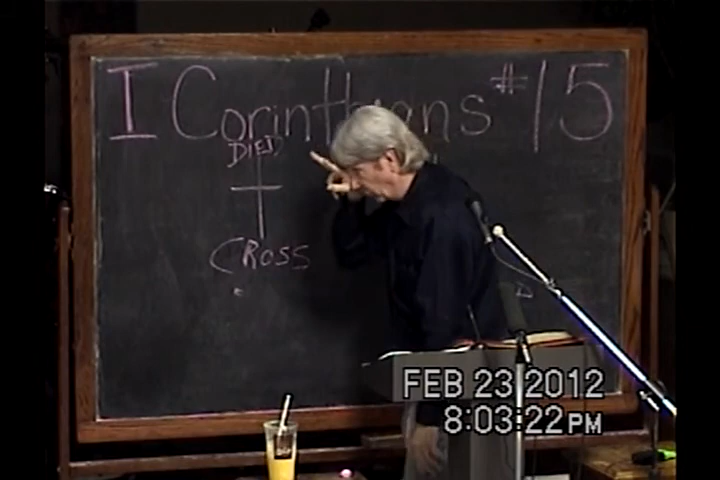 I Corinthians #15
DIED
CROSS
FEB 23 2012
8:03:22 PM